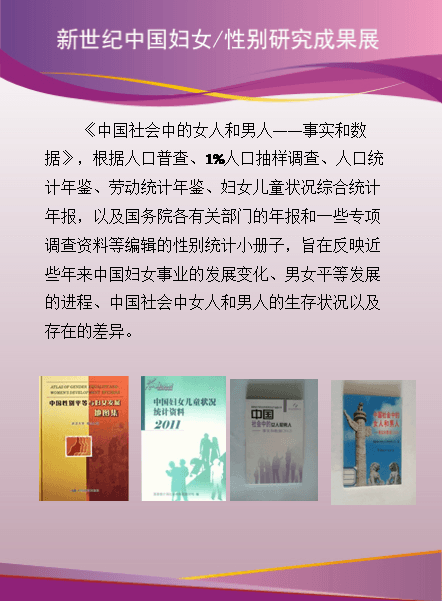 新世纪中国妇女/性别研究成果展
《中国社会中的女人和男人——事实和数
据》，根据人口普查、1%人口抽样调查、人口统
计年鉴、劳动统计年鉴、妇女儿童状况综合统计
年报，以及国务院各有关部门的年报和一些专项
调查资料等编辑的性别统计小册子，旨在反映近
些年来中国妇女事业的发展变化、男女平等发展
的进程、中国社会中女人和男人的生存状况以及
存在的差异。
ATLAS OF GENDER
WOMEN'S DEVELOPMENT
中国性别平等与妇女发展
地图集
中国妇女儿童状况
统计资料
2011
中国
社会中的女人和男人
中国社会中的
女人和男人